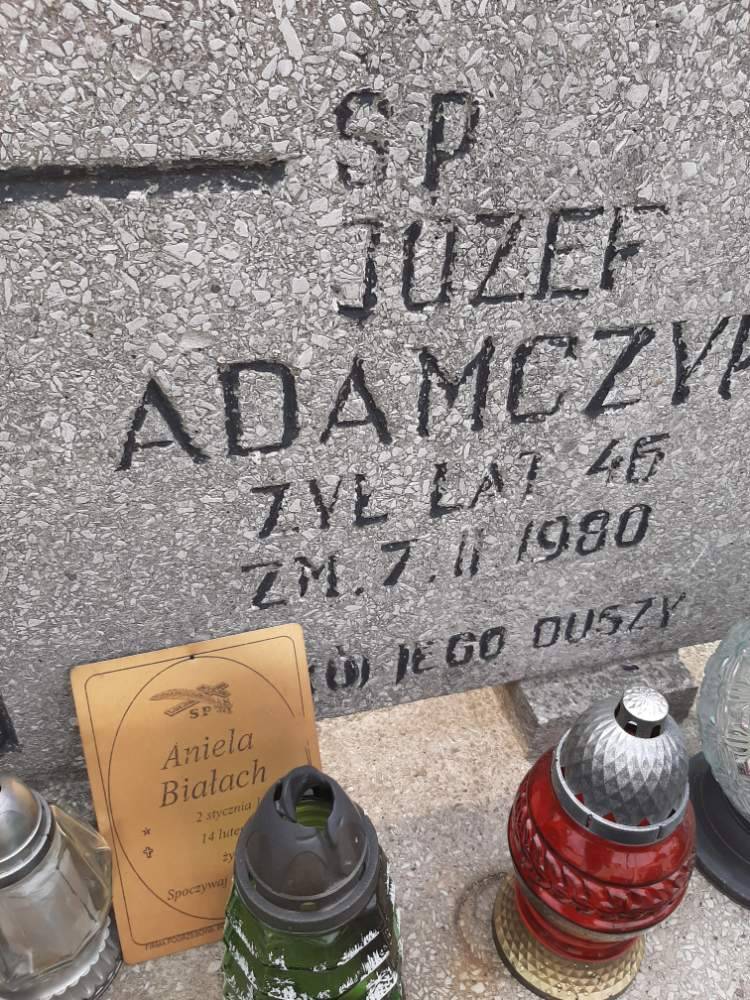 SP
JÓZEF
ADAMCZYK
ŻYŁ LAT 46
ZM. 7. II 1980
JEGO DUSZY
SP
Aniela
Białach
2 stycznia
14
Spoczywaj